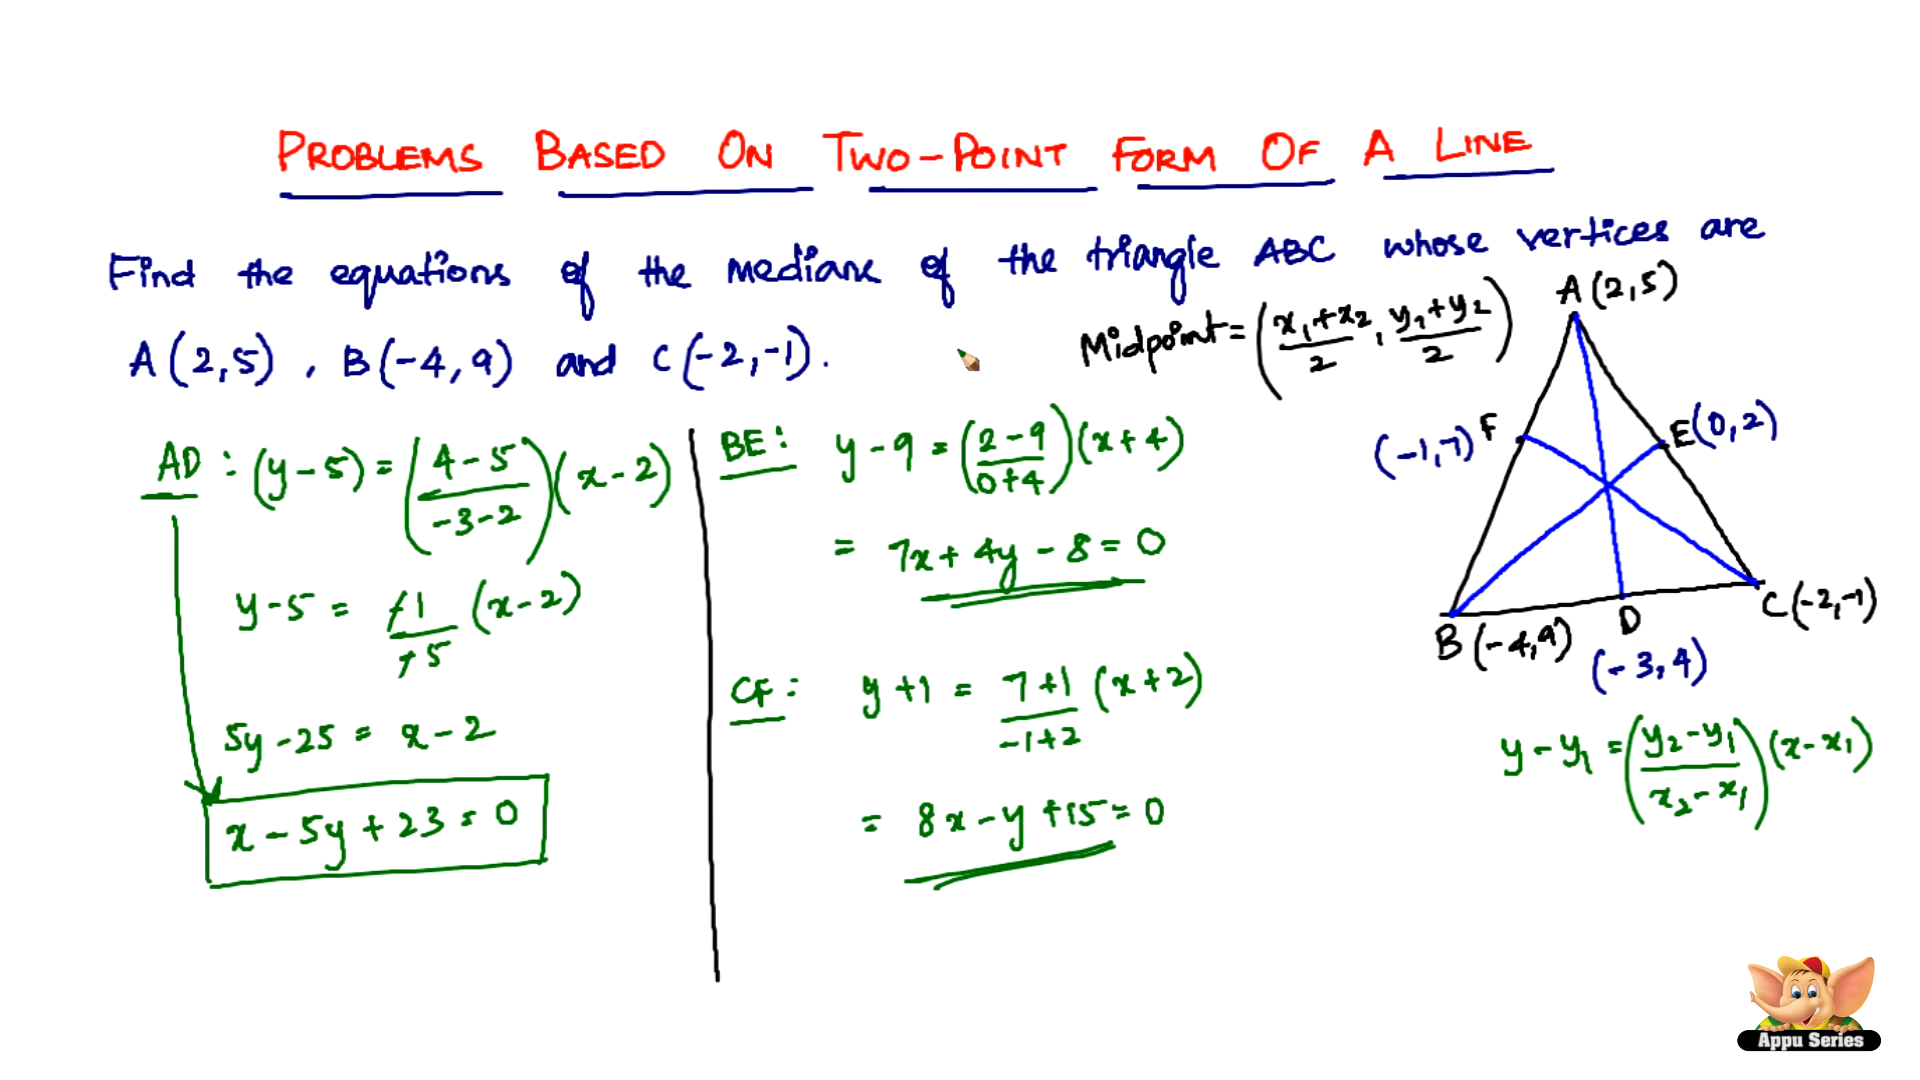 PROBLEMS BASED ON TWO-POINT FORM OF A LINE
Find the equations of the medians of the triangle ABC whose vertices are
A(2,5), B(-4,9) and C(-2,-1).
Midpoint = ((x₁+x₂)/2, (y₁+y₂)/2)
A(2,5)
(-1,7) F
E(0,2)
B(-4,9)
D
(-3,4)
C(-2,-1)
y-y₁ = ((y₂-y₁)/(x₂-x₁))(x-x₁)
AD : (y-5) = ((4-5)/(-3-2))(x-2)
y-5 = (-1)/(-5) (x-2)
5y-25 = x-2
x-5y+23=0
BE: y-9 = ((2-9)/(0+4))(x+4)
= 7x+4y-8=0
CF: y+1 = (7+1)/(-1+2) (x+2)
= 8x-y+15=0
Appu Series